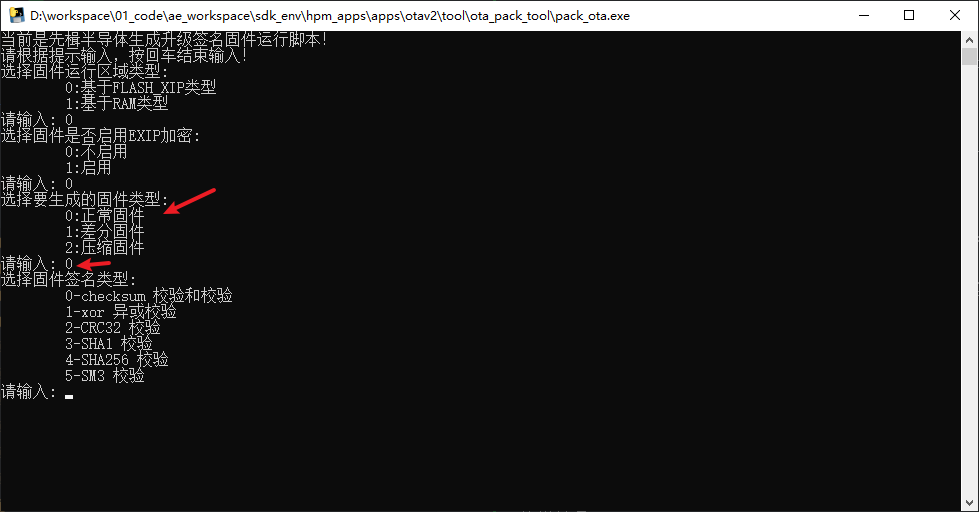 D:\workspace\01_code\ae_workspace\sdk_env\hpm_apps\apps\otav2\tool\ota_pack_tool\pack_ota.exe
当前是先楫半导体生成升级签名固件运行脚本!
请根据提示输入, 按回车结束输入!
选择固件运行区域类型:
0:基于FLASH_XIP类型
1:基于RAM类型
请输入: 0
选择固件是否启用EXIP加密:
0:不启用
1:启用
请输入: 0
选择要生成的固件类型:
0:正常固件
1:差分固件
2:压缩固件
请输入: 0
选择固件签名类型:
0-checksum 校验和校验
1-xor 异或校验
2-CRC32 校验
3-SHA1 校验
4-SHA256 校验
5-SM3 校验
请输入: